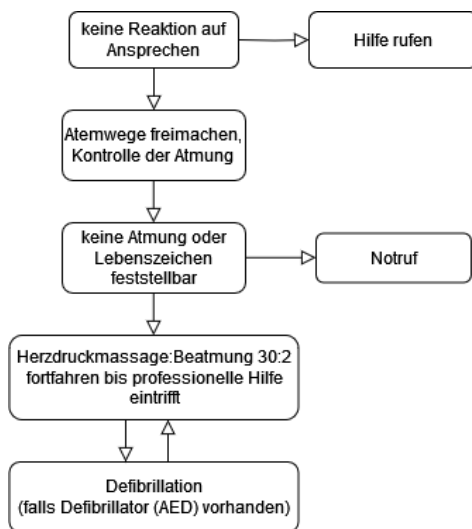 keine Reaktion auf
Ansprechen
Hilfe rufen
Atemwege freimachen,
Kontrolle der Atmung
keine Atmung oder
Lebenszeichen
feststellbar
Notruf
Herzdruckmassage:Beatmung 30:2
fortfahren bis professionelle Hilfe
eintrifft
Defibrillation
(falls Defibrillator (AED) vorhanden)